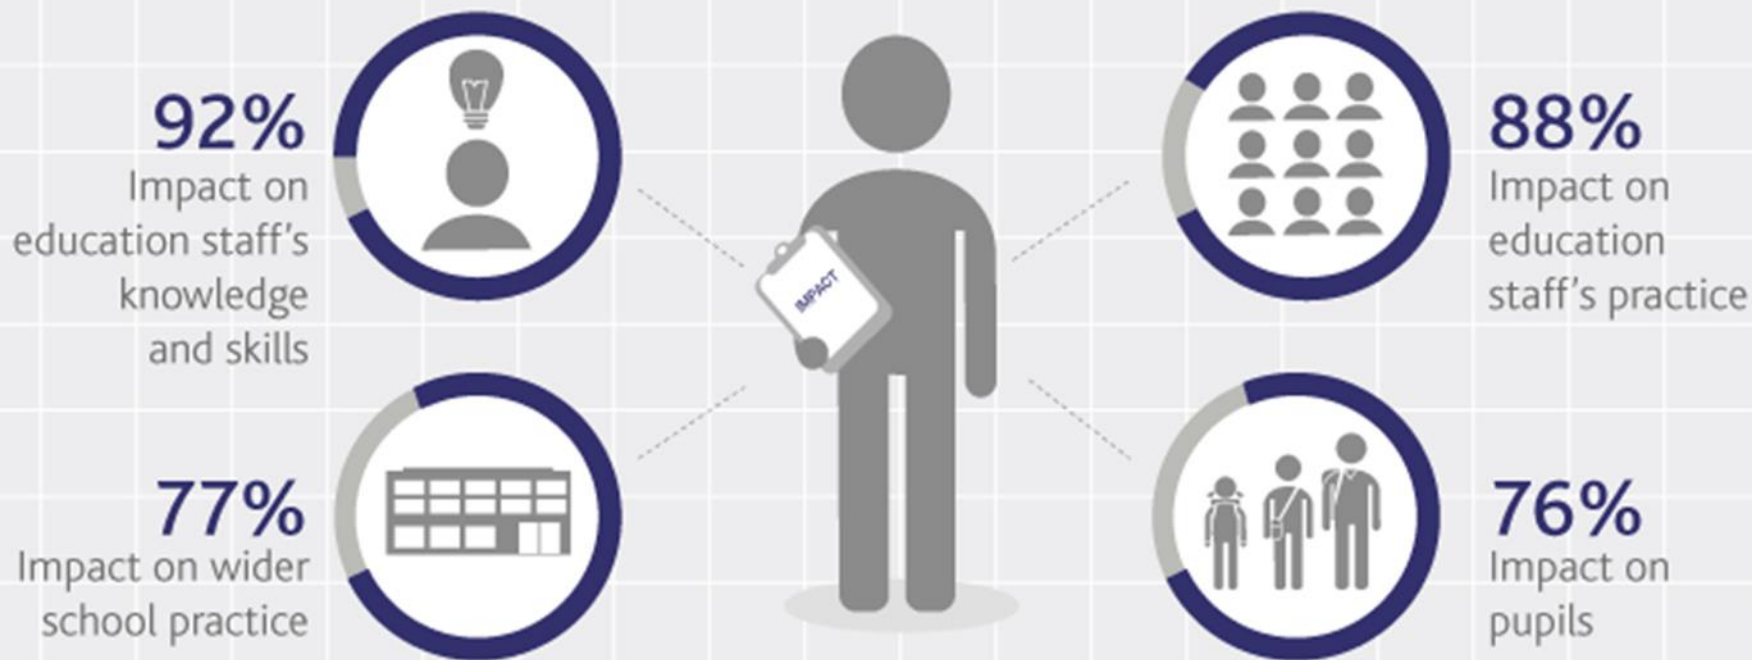 92%
Impact on
education staff's
knowledge
and skills
88%
Impact on
education
staff's practice
IMPACT
77%
Impact on wider
school practice
76%
Impact on
pupils